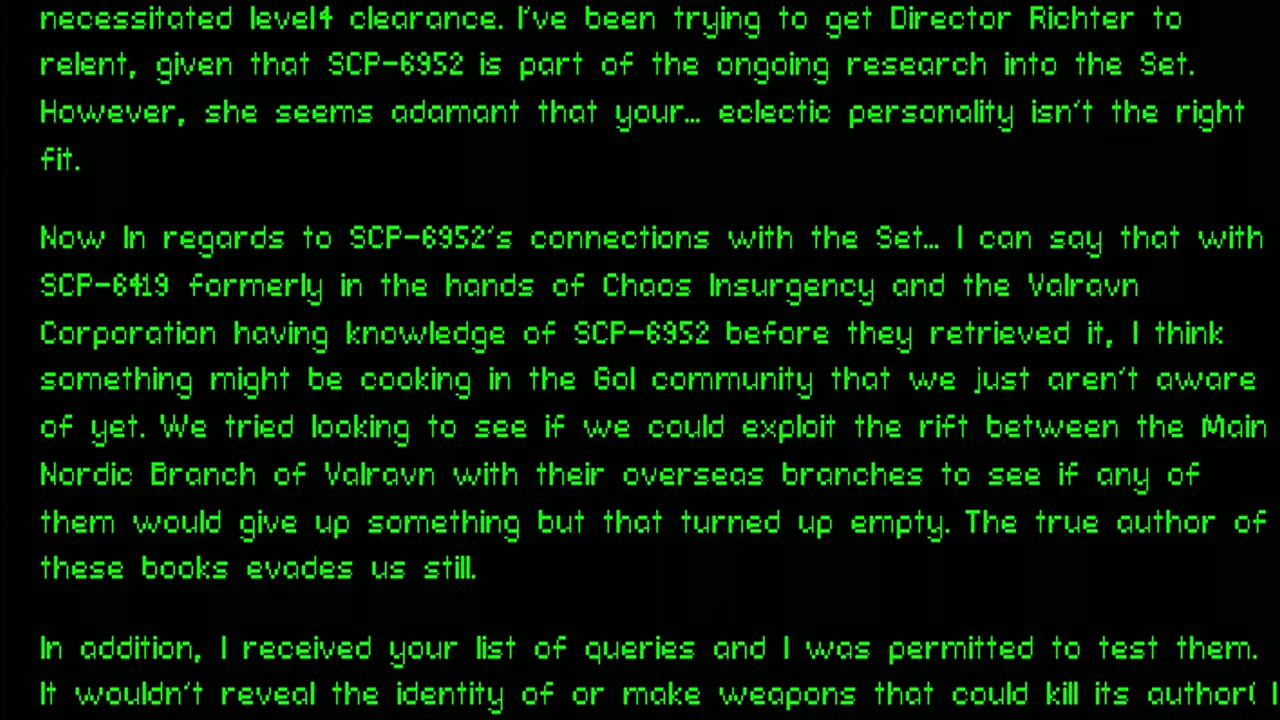 necessitated level4 clearance. I've been trying to get Director Richter to
relent, given that SCP-6952 is part of the ongoing research into the Set.
However, she seems adamant that your... eclectic personality isn't the right
fit.
Now In regards to SCP-6952's connections with the Set... I can say that with
SCP-6419 formerly in the hands of Chaos Insurgency and the Valravn
Corporation having knowledge of SCP-6952 before they retrieved it, I think
something might be cooking in the GoI community that we just aren't aware
of yet. We tried looking to see if we could exploit the rift between the Main
Nordic Branch of Valravn with their overseas branches to see if any of
them would give up something but that turned up empty. The true author of
these books evades us still.
In addition, I received your list of queries and I was permitted to test them.
It wouldn't reveal the identity of or make weapons that could kill its author(